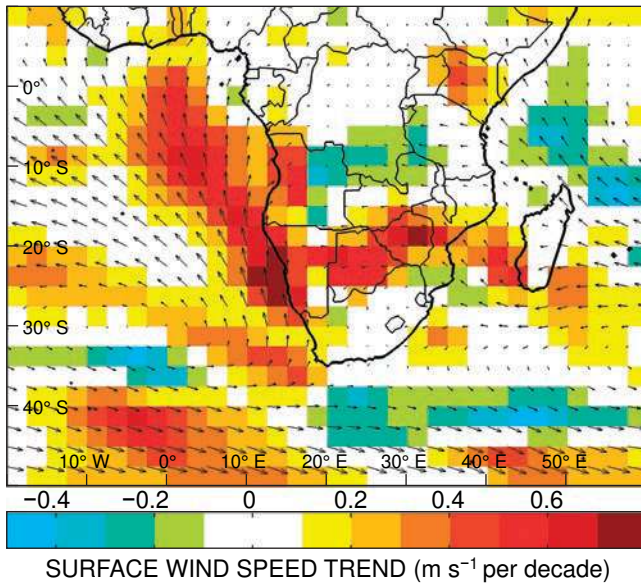 0°
10° S
20° S
30° S
40° S
10° W 0° 10° E 20° E 30° E 50° E
−0.4 −0.2 0 0.2 0.4 0.6
SURFACE WIND SPEED TREND (m s⁻¹ per decade)